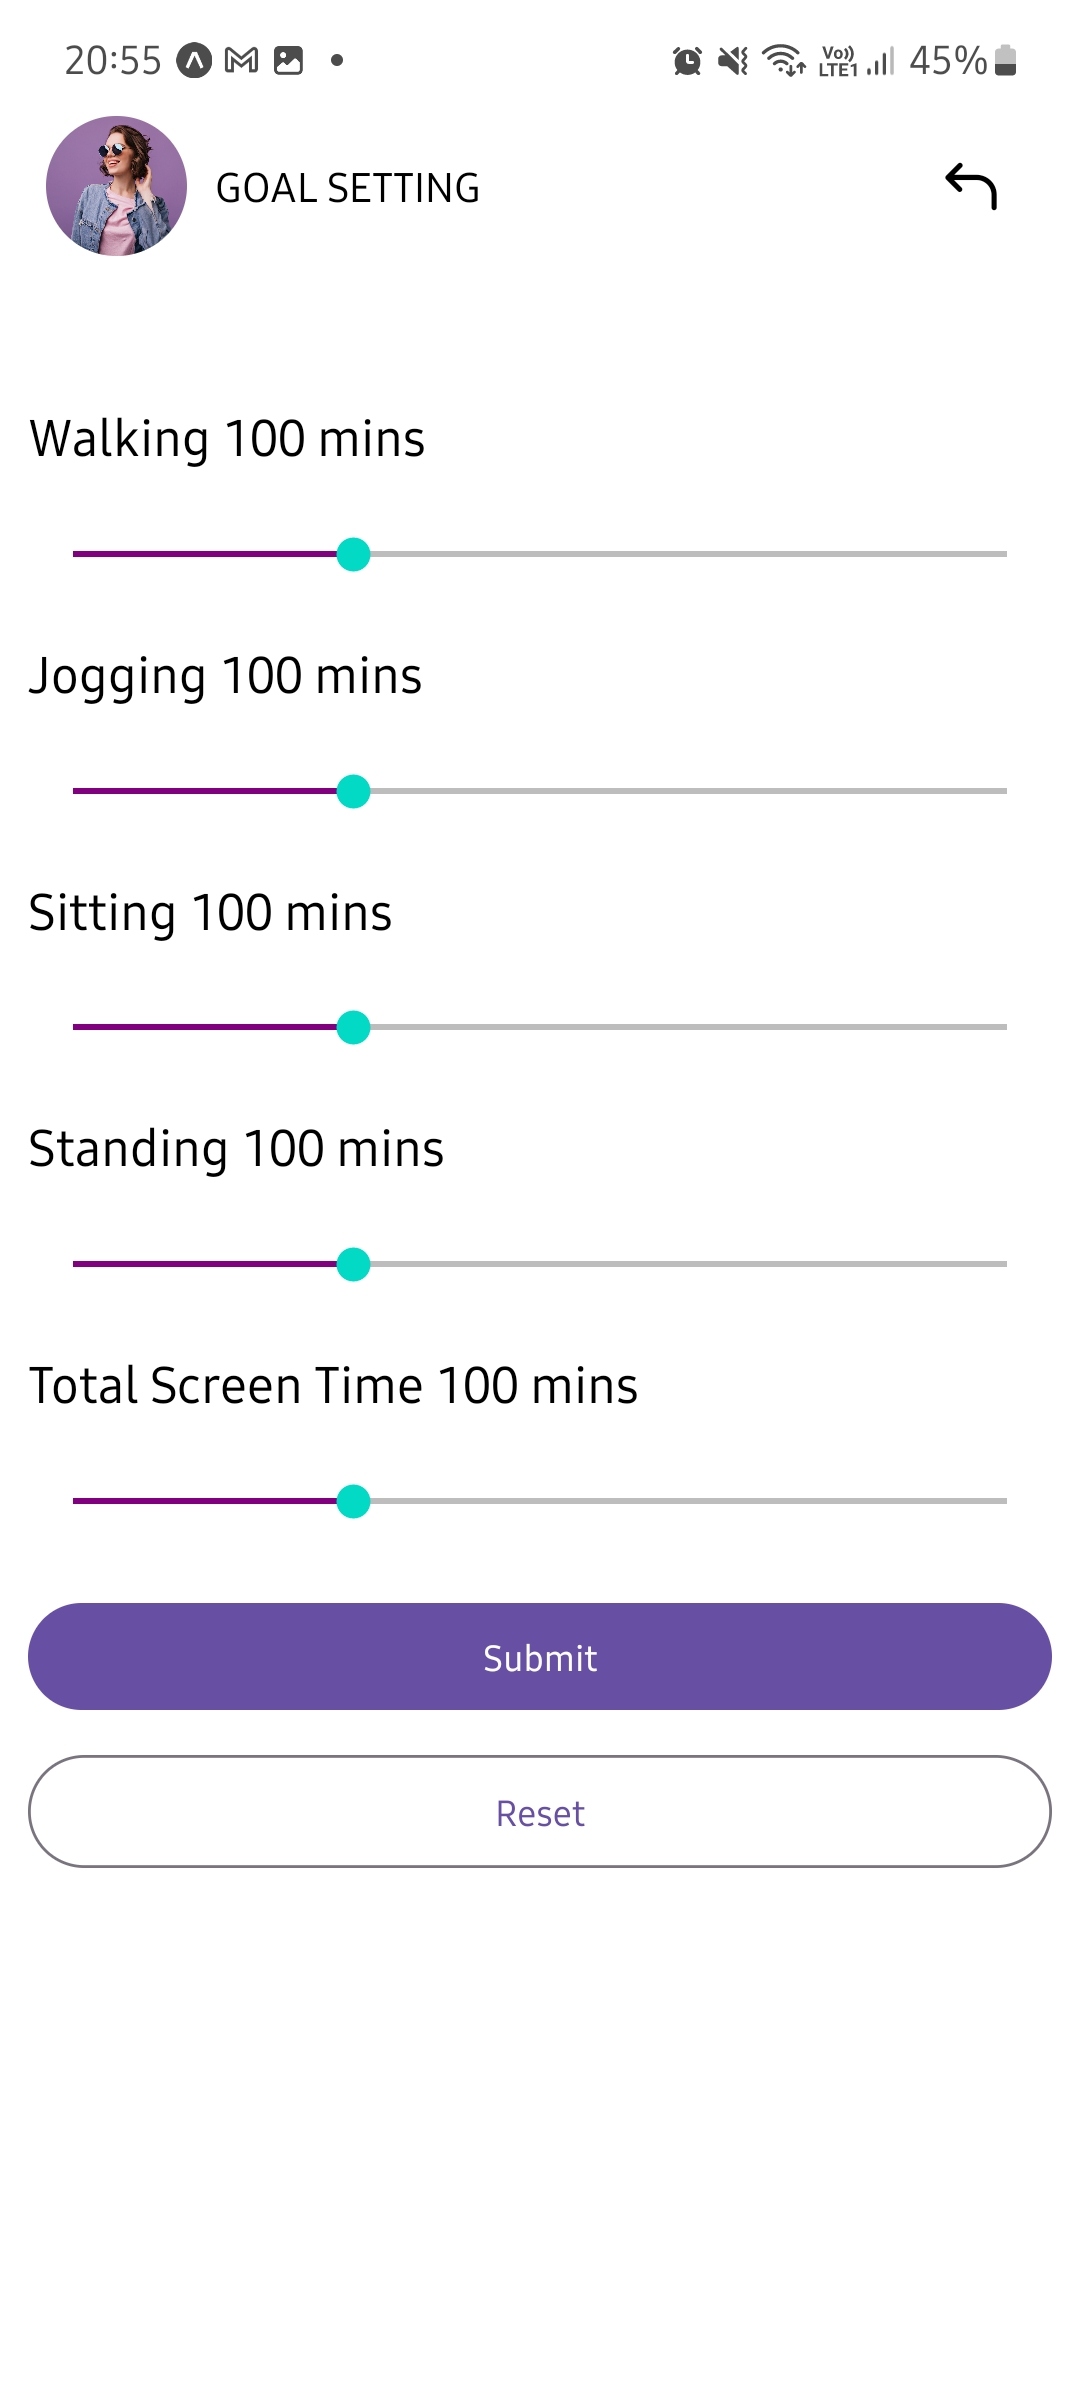 20:55 Vo)) LTE1 45%
GOAL SETTING
Walking 100 mins
Jogging 100 mins
Sitting 100 mins
Standing 100 mins
Total Screen Time 100 mins
Submit
Reset